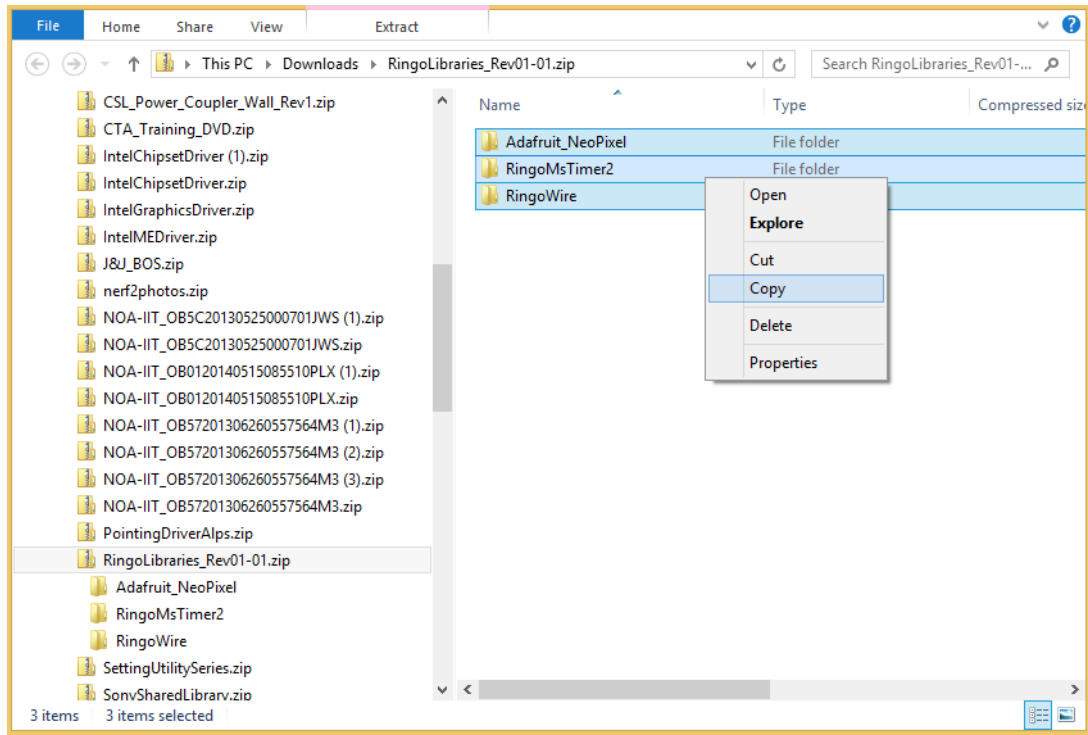 File Home Share View Extract
This PC Downloads RingoLibraries_Rev01-01.zip Search RingoLibraries_Rev01-...
CSL_Power_Coupler_Wall_Rev1.zip
CTA_Training_DVD.zip
IntelChipsetDriver (1).zip
IntelChipsetDriver.zip
IntelGraphicsDriver.zip
IntelMEDriver.zip
J&J_BOS.zip
nerf2photos.zip
NOA-IIT_OB5C20130525000701JWS (1).zip
NOA-IIT_OB5C20130525000701JWS.zip
NOA-IIT_OB0120140515085510PLX (1).zip
NOA-IIT_OB0120140515085510PLX.zip
NOA-IIT_OB57201306260557564M3 (1).zip
NOA-IIT_OB57201306260557564M3 (2).zip
NOA-IIT_OB57201306260557564M3 (3).zip
NOA-IIT_OB57201306260557564M3.zip
PointingDriverAlps.zip
RingoLibraries_Rev01-01.zip
Adafruit_NeoPixel
RingoMsTimer2
RingoWire
SettingUtilitySeries.zip
SonySharedLibrary.zip
Name Type Compressed size
Adafruit_NeoPixel File folder
RingoMsTimer2 File folder
RingoWire
Open
Explore
Cut
Copy
Delete
Properties
3 items 3 items selected